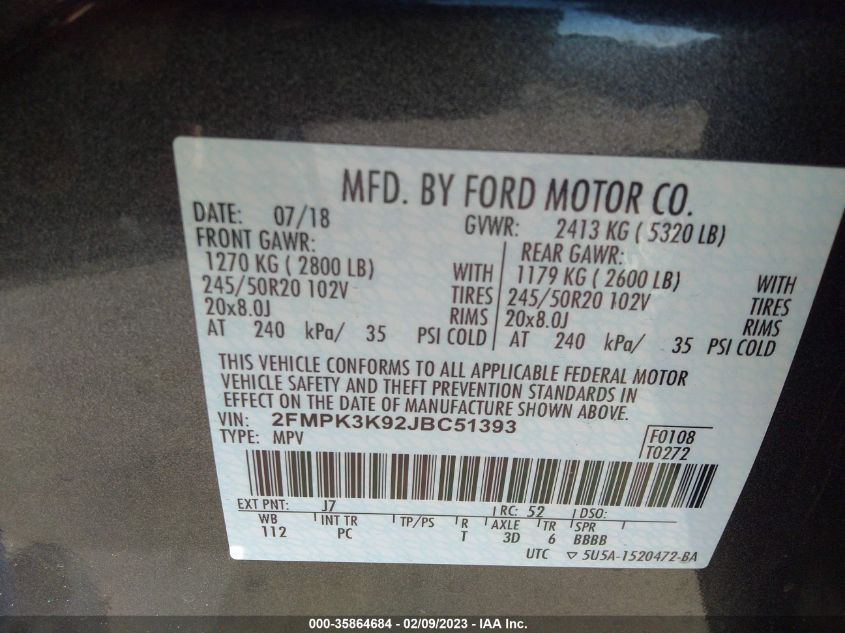 MFD. BY FORD MOTOR CO.
DATE: 07/18 GVWR: 2413 KG ( 5320 LB)
FRONT GAWR: REAR GAWR:
1270 KG ( 2800 LB) WITH 1179 KG ( 2600 LB) WITH
245/50R20 102V TIRES 245/50R20 102V TIRES
20x8.0J RIMS 20x8.0J RIMS
AT 240 kPa/ 35 PSI COLD AT 240 kPa/ 35 PSI COLD
THIS VEHICLE CONFORMS TO ALL APPLICABLE FEDERAL MOTOR
VEHICLE SAFETY AND THEFT PREVENTION STANDARDS IN
EFFECT ON THE DATE OF MANUFACTURE SHOWN ABOVE.
VIN: 2FMPK3K92JBC51393
TYPE: MPV F0108
T0272
EXT PNT: J7 RC: 52 DSO:
WB INT TR TP/PS R AXLE TR SPR
112 PC T 3D 6 BBBB
UTC ▽ 5U5A-1520472-BA
000-35864684 - 02/09/2023 - IAA Inc.